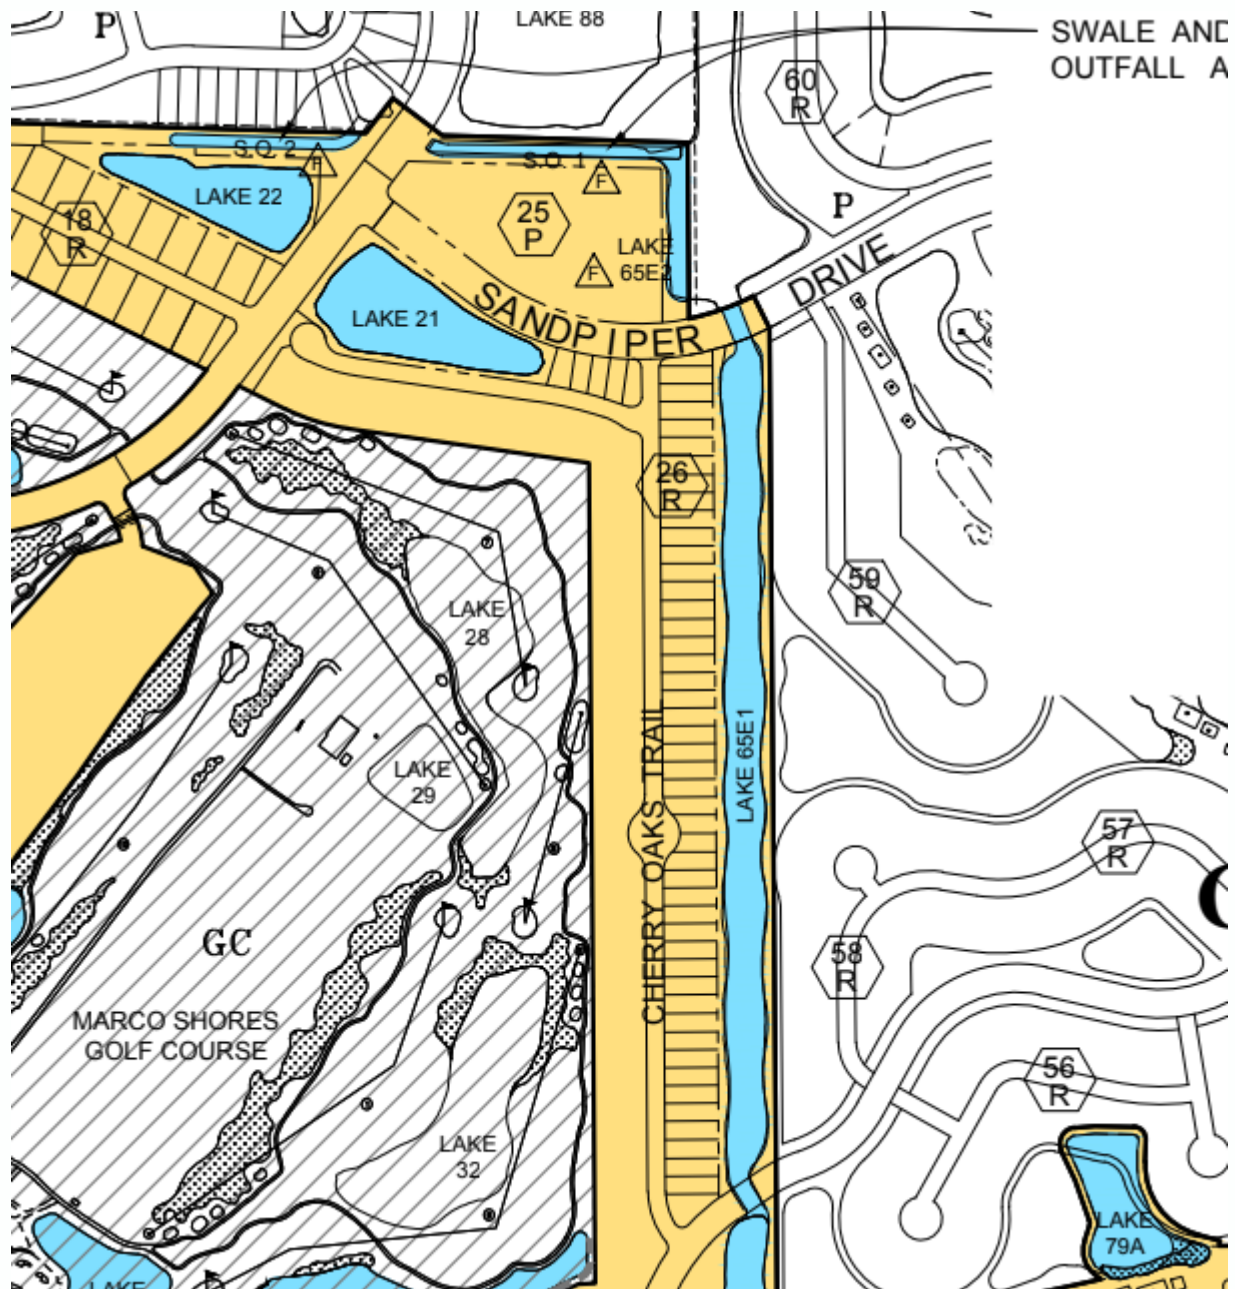 LAKE 88
P
SWALE AND
OUTFALL A
60
R
S.O. 2
F
S.O. 1
F
LAKE 22
18
R
25
P
P
LAKE
65E2
F
LAKE 21
SANDPIPER
DRIVE
26
R
59
R
LAKE
28
LAKE
29
CHERRY OAKS TRAIL
LAKE 65E1
57
R
58
R
GC
MARCO SHORES
GOLF COURSE
56
R
LAKE
32
LAKE
79A
LAKE